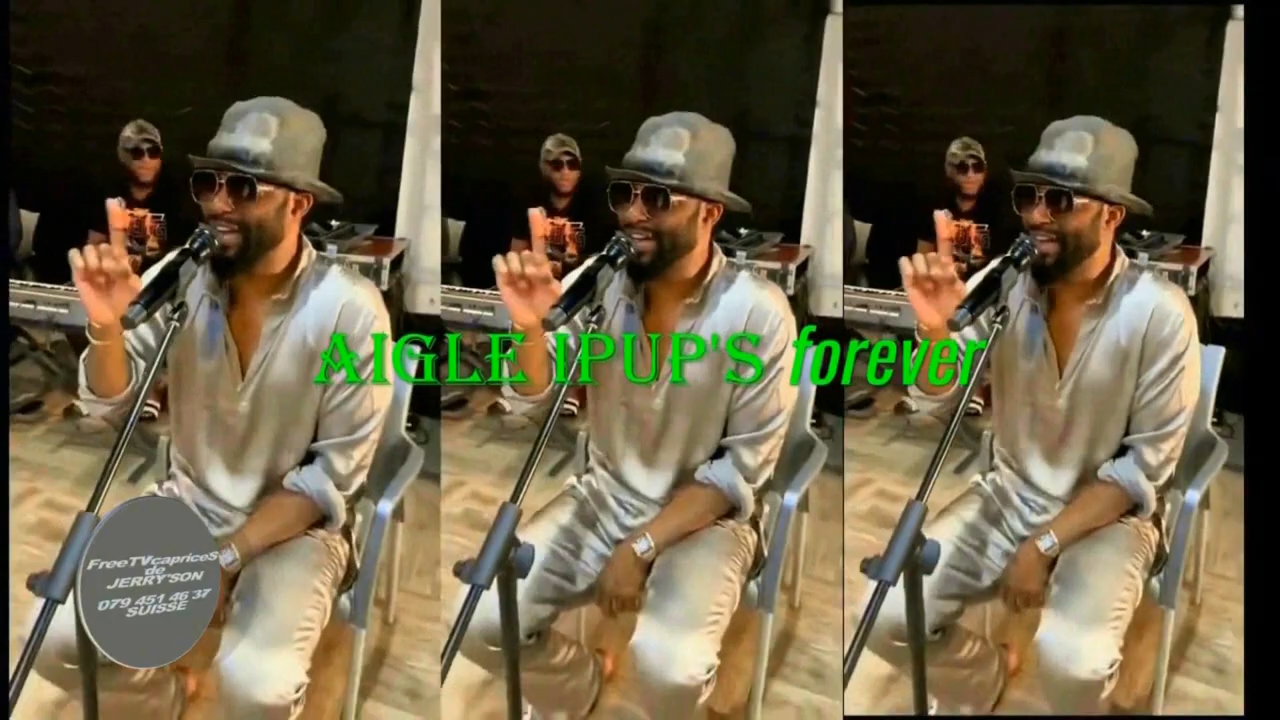 AIGLE IPUP'S forever
FreeTVcapriceS
de
JERRY'SON
079 451 46 37
SUISSE